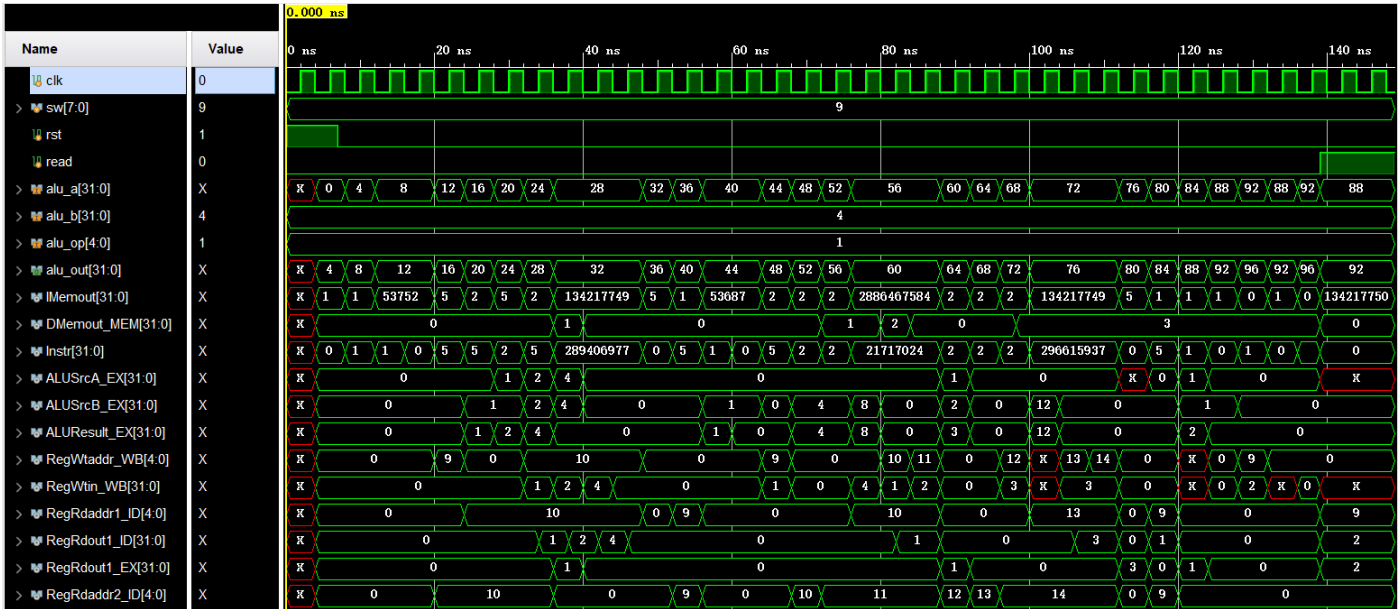 0.000 ns
Name Value 0 ns 20 ns 40 ns 60 ns 80 ns 100 ns 120 ns 140 ns
clk 0
sw[7:0] 9 9
rst 1
read 0
alu_a[31:0] X X 0 4 8 12 16 20 24 28 32 36 40 44 48 52 56 60 64 68 72 76 80 84 88 92 88 92 88
alu_b[31:0] 4 4
alu_op[4:0] 1 1
alu_out[31:0] X X 4 8 12 16 20 24 28 32 36 40 44 48 52 56 60 64 68 72 76 80 84 88 92 96 92 96 92
IMemout[31:0] X X 1 1 53752 5 2 5 2 134217749 5 1 53687 2 2 2 2886467584 2 2 2 134217749 5 1 1 1 0 1 0 134217750
DMemout_MEM[31:0] X X 0 1 0 1 2 0 3 0
Instr[31:0] X X 0 1 1 0 5 5 2 5 289406977 0 5 1 0 5 2 2 21717024 2 2 2 296615937 0 5 1 0 1 0 0
ALUSrcA_EX[31:0] X X 0 1 2 4 0 1 0 X 0 1 0 X
ALUSrcB_EX[31:0] X X 0 1 2 4 0 1 0 4 8 0 2 0 12 0 1 0
ALUResult_EX[31:0] X X 0 1 2 4 0 1 0 4 8 0 3 0 12 0 2 0
RegWtaddr_WB[4:0] X X 0 9 0 10 0 9 0 10 11 0 12 X 13 14 0 X 0 9 0
RegWtin_WB[31:0] X X 0 1 2 4 0 1 0 4 1 2 0 3 X 3 0 X 0 2 X 0 X
RegRdaddr1_ID[4:0] X X 0 10 0 9 0 10 0 13 0 9 0 9
RegRdout1_ID[31:0] X X 0 1 2 4 0 1 0 3 0 1 0 2
RegRdout1_EX[31:0] X X 0 1 0 1 0 3 0 1 0 2
RegRdaddr2_ID[4:0] X X 0 10 0 9 0 10 11 12 13 14 0 9 0